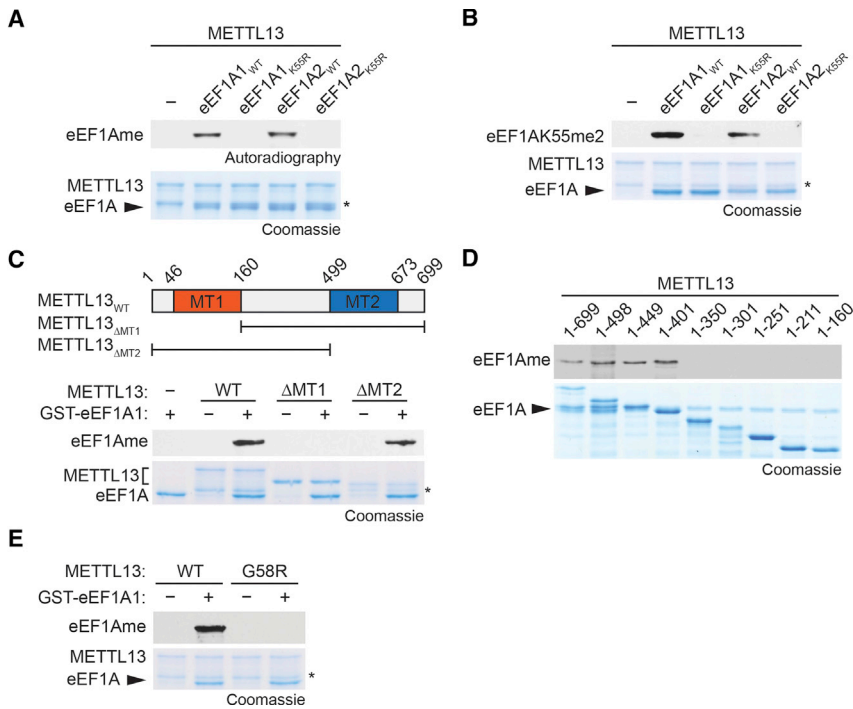 A
METTL13
– eEF1A1WT eEF1A1K55R eEF1A2WT eEF1A2K55R
eEF1Ame
Autoradiography
METTL13
eEF1A ► *
Coomassie
B
METTL13
– eEF1A1WT eEF1A1K55R eEF1A2WT eEF1A2K55R
eEF1AK55me2
METTL13
eEF1A ► *
Coomassie
C
1 46 160 499 673 699
METTL13WT MT1 MT2
METTL13ΔMT1
METTL13ΔMT2
METTL13: – WT ΔMT1 ΔMT2
GST-eEF1A1: + – + – + – +
eEF1Ame
METTL13[
eEF1A *
Coomassie
D
METTL13
1-699 1-498 1-449 1-401 1-350 1-301 1-251 1-211 1-160
eEF1Ame
eEF1A ►
Coomassie
E
METTL13: WT G58R
GST-eEF1A1: – + – +
eEF1Ame
METTL13
eEF1A ► *
Coomassie